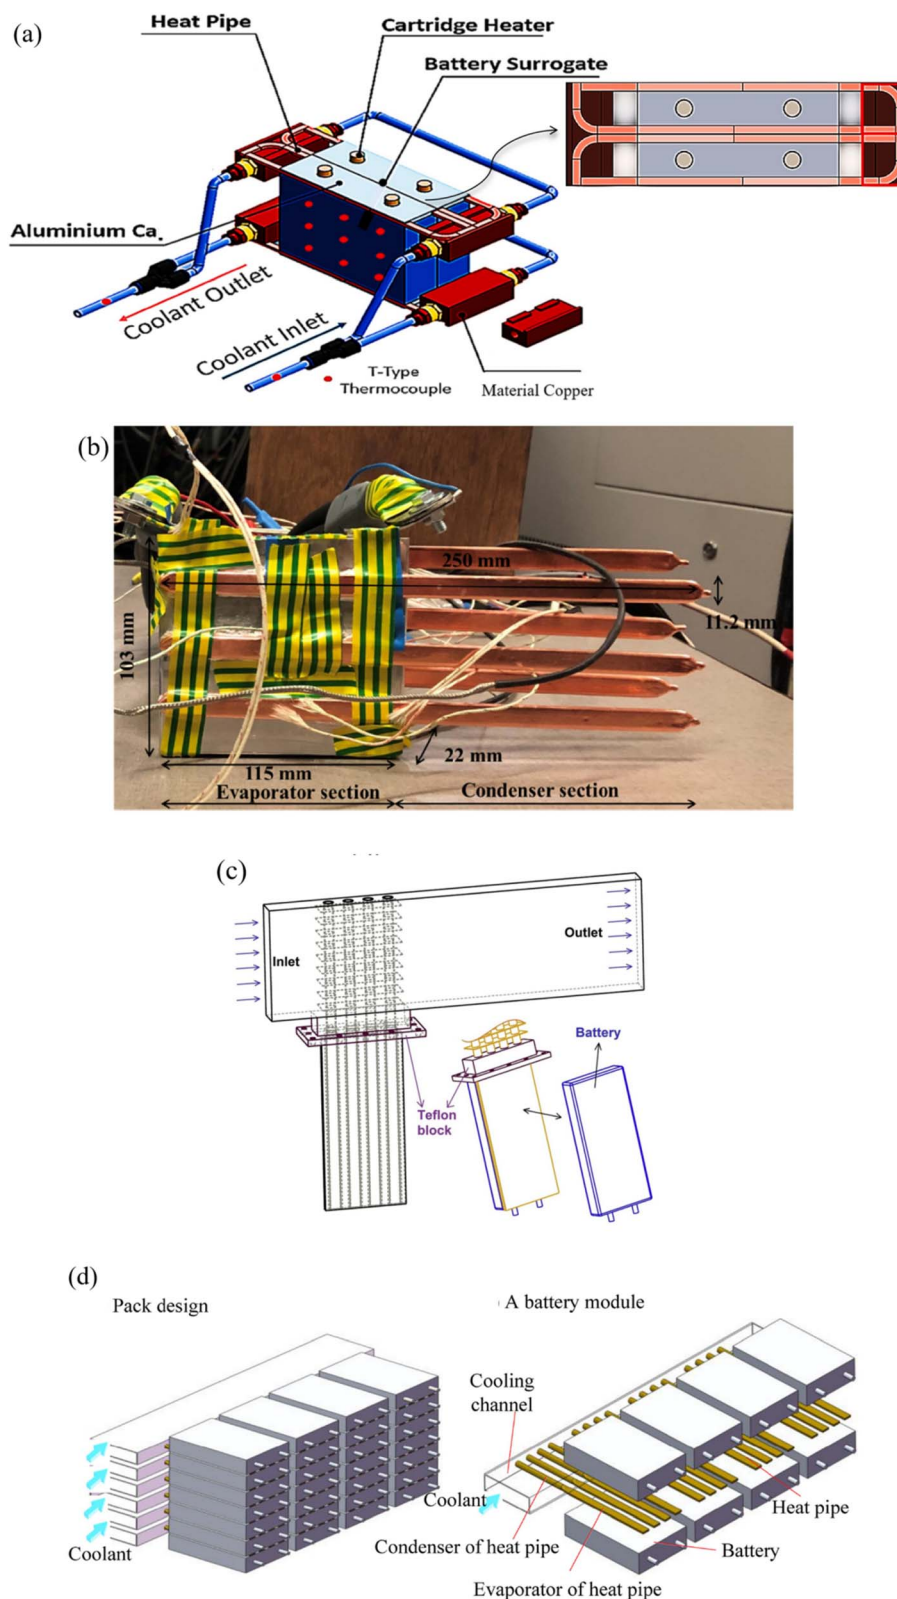 (a)
Heat Pipe
Cartridge Heater
Battery Surrogate
Aluminium Ca.
Coolant Outlet
Coolant Inlet
T-Type
Thermocouple
Material Copper
(b)
250 mm
11.2 mm
103 mm
22 mm
115 mm
Evaporator section
Condenser section
(c)
Inlet
Outlet
Battery
Teflon
block
(d)
Pack design
A battery module
Cooling
channel
Coolant
Coolant
Heat pipe
Condenser of heat pipe
Battery
Evaporator of heat pipe